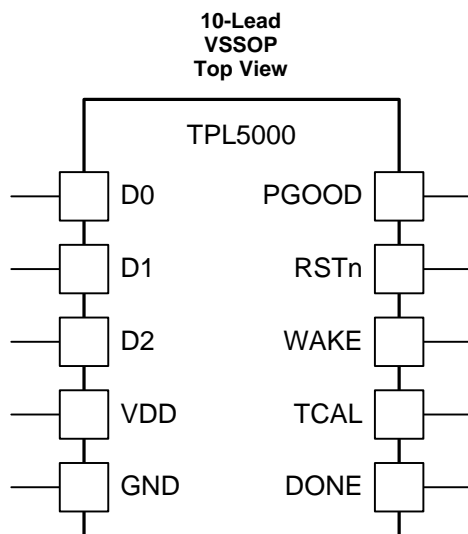 10-Lead
VSSOP
Top View
TPL5000
D0 PGOOD
D1 RSTn
D2 WAKE
VDD TCAL
GND DONE